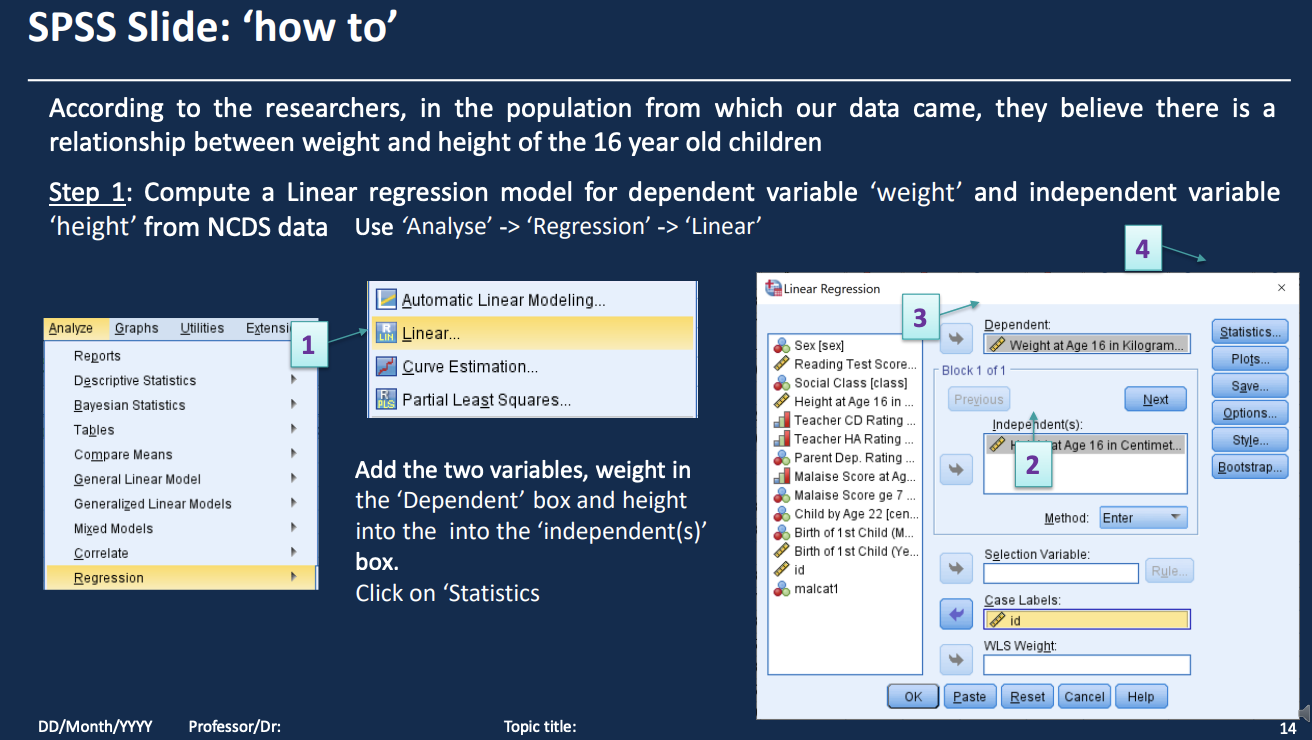 SPSS Slide: ‘how to’
According to the researchers, in the population from which our data came, they believe there is a
relationship between weight and height of the 16 year old children
Step 1: Compute a Linear regression model for dependent variable ‘weight’ and independent variable
‘height’ from NCDS data Use ‘Analyse’ -> ‘Regression’ -> ‘Linear’
Analyze Graphs Utilities Extensi
Reports
Descriptive Statistics
Bayesian Statistics
Tables
Compare Means
General Linear Model
Generalized Linear Models
Mixed Models
Correlate
Regression
1
Automatic Linear Modeling...
Linear...
Curve Estimation...
Partial Least Squares...
R
LIN
R
PLS
Add the two variables, weight in
the ‘Dependent’ box and height
into the into the ‘independent(s)’
box.
Click on ‘Statistics
4
3
2
Linear Regression
Sex [sex]
Reading Test Score...
Social Class [class]
Height at Age 16 in ...
Teacher CD Rating ...
Teacher HA Rating ...
Parent Dep. Rating ...
Malaise Score at Ag...
Malaise Score ge 7 ...
Child by Age 22 [cen...
Birth of 1st Child (M...
Birth of 1st Child (Ye...
id
malcat1
Dependent:
Weight at Age 16 in Kilogram...
Block 1 of 1
Previous Next
Independent(s):
at Age 16 in Centimet...
Method: Enter
Selection Variable:
Rule...
Case Labels:
id
WLS Weight:
Statistics...
Plots...
Save...
Options...
Style...
Bootstrap...
OK Paste Reset Cancel Help
DD/Month/YYYY Professor/Dr: Topic title: 14